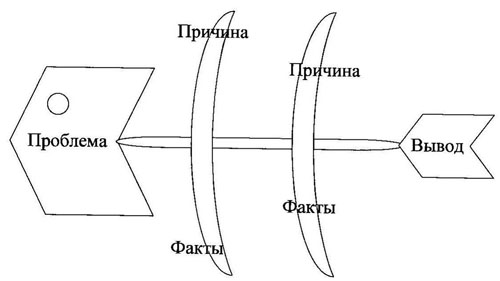 Причина
Причина
Проблема
Вывод
Факты
Факты